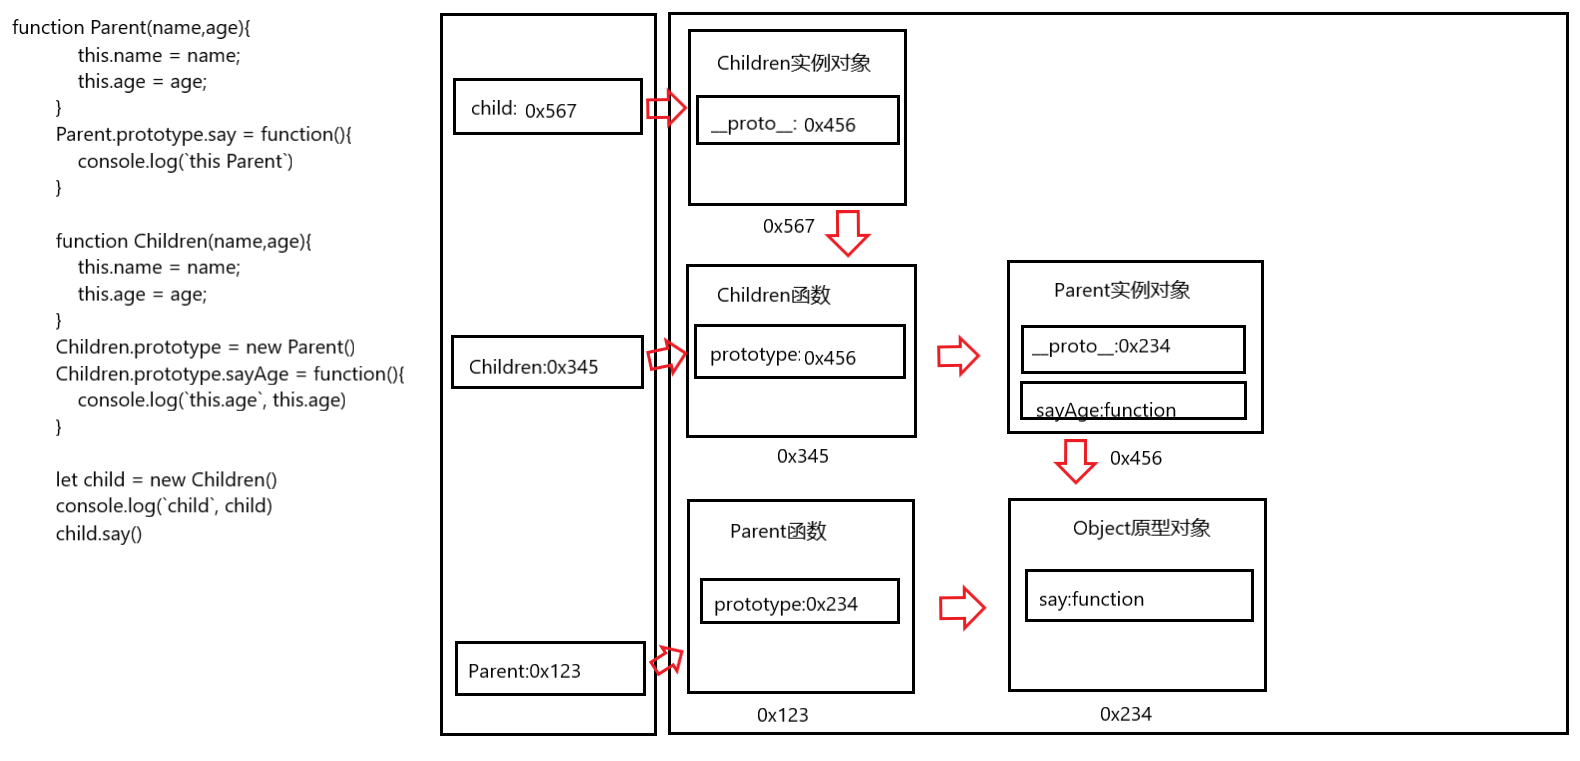 function Parent(name,age){
this.name = name;
this.age = age;
}
Parent.prototype.say = function(){
console.log(`this Parent`)
}
function Children(name,age){
this.name = name;
this.age = age;
}
Children.prototype = new Parent()
Children.prototype.sayAge = function(){
console.log(`this.age`, this.age)
}
let child = new Children()
console.log(`child`, child)
child.say()
child: 0x567
Children:0x345
Parent:0x123
Children实例对象
__proto__: 0x456
0x567
Children函数
prototype: 0x456
0x345
Parent实例对象
__proto__:0x234
sayAge:function
0x456
Parent函数
prototype:0x234
0x123
Object原型对象
say:function
0x234